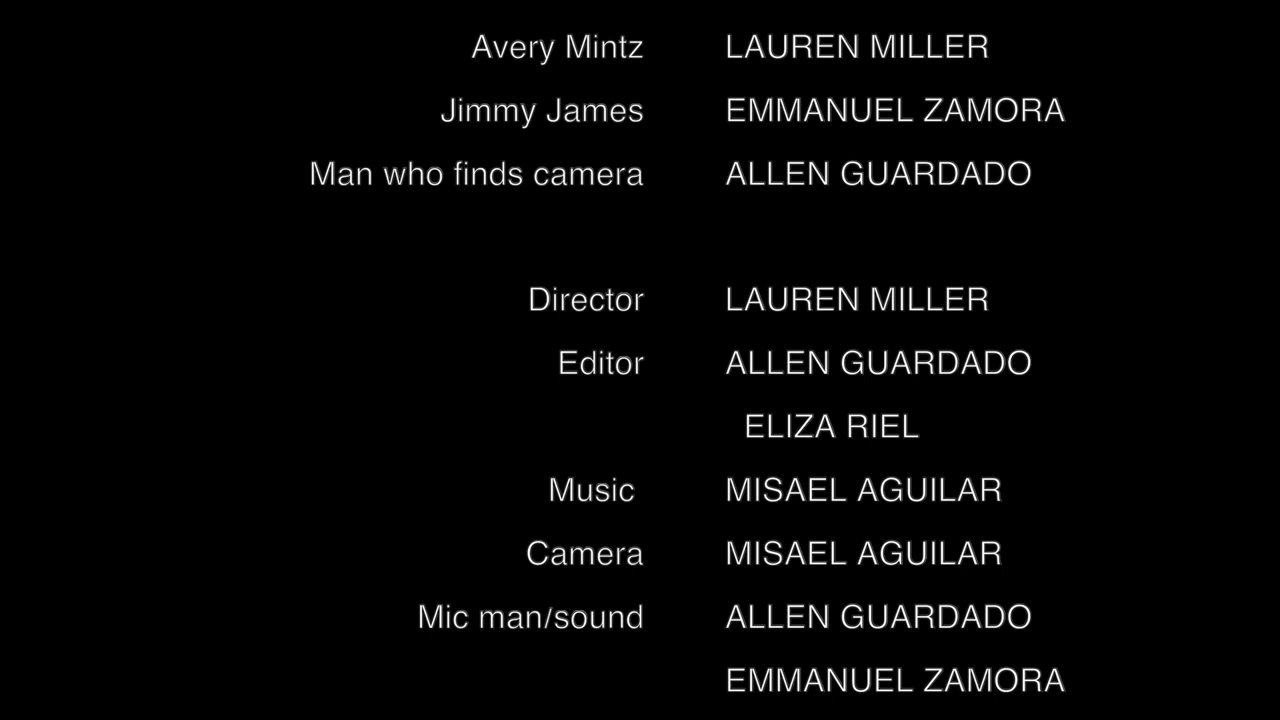 Avery Mintz LAUREN MILLER
Jimmy James EMMANUEL ZAMORA
Man who finds camera ALLEN GUARDADO
Director LAUREN MILLER
Editor ALLEN GUARDADO
ELIZA RIEL
Music MISAEL AGUILAR
Camera MISAEL AGUILAR
Mic man/sound ALLEN GUARDADO
EMMANUEL ZAMORA